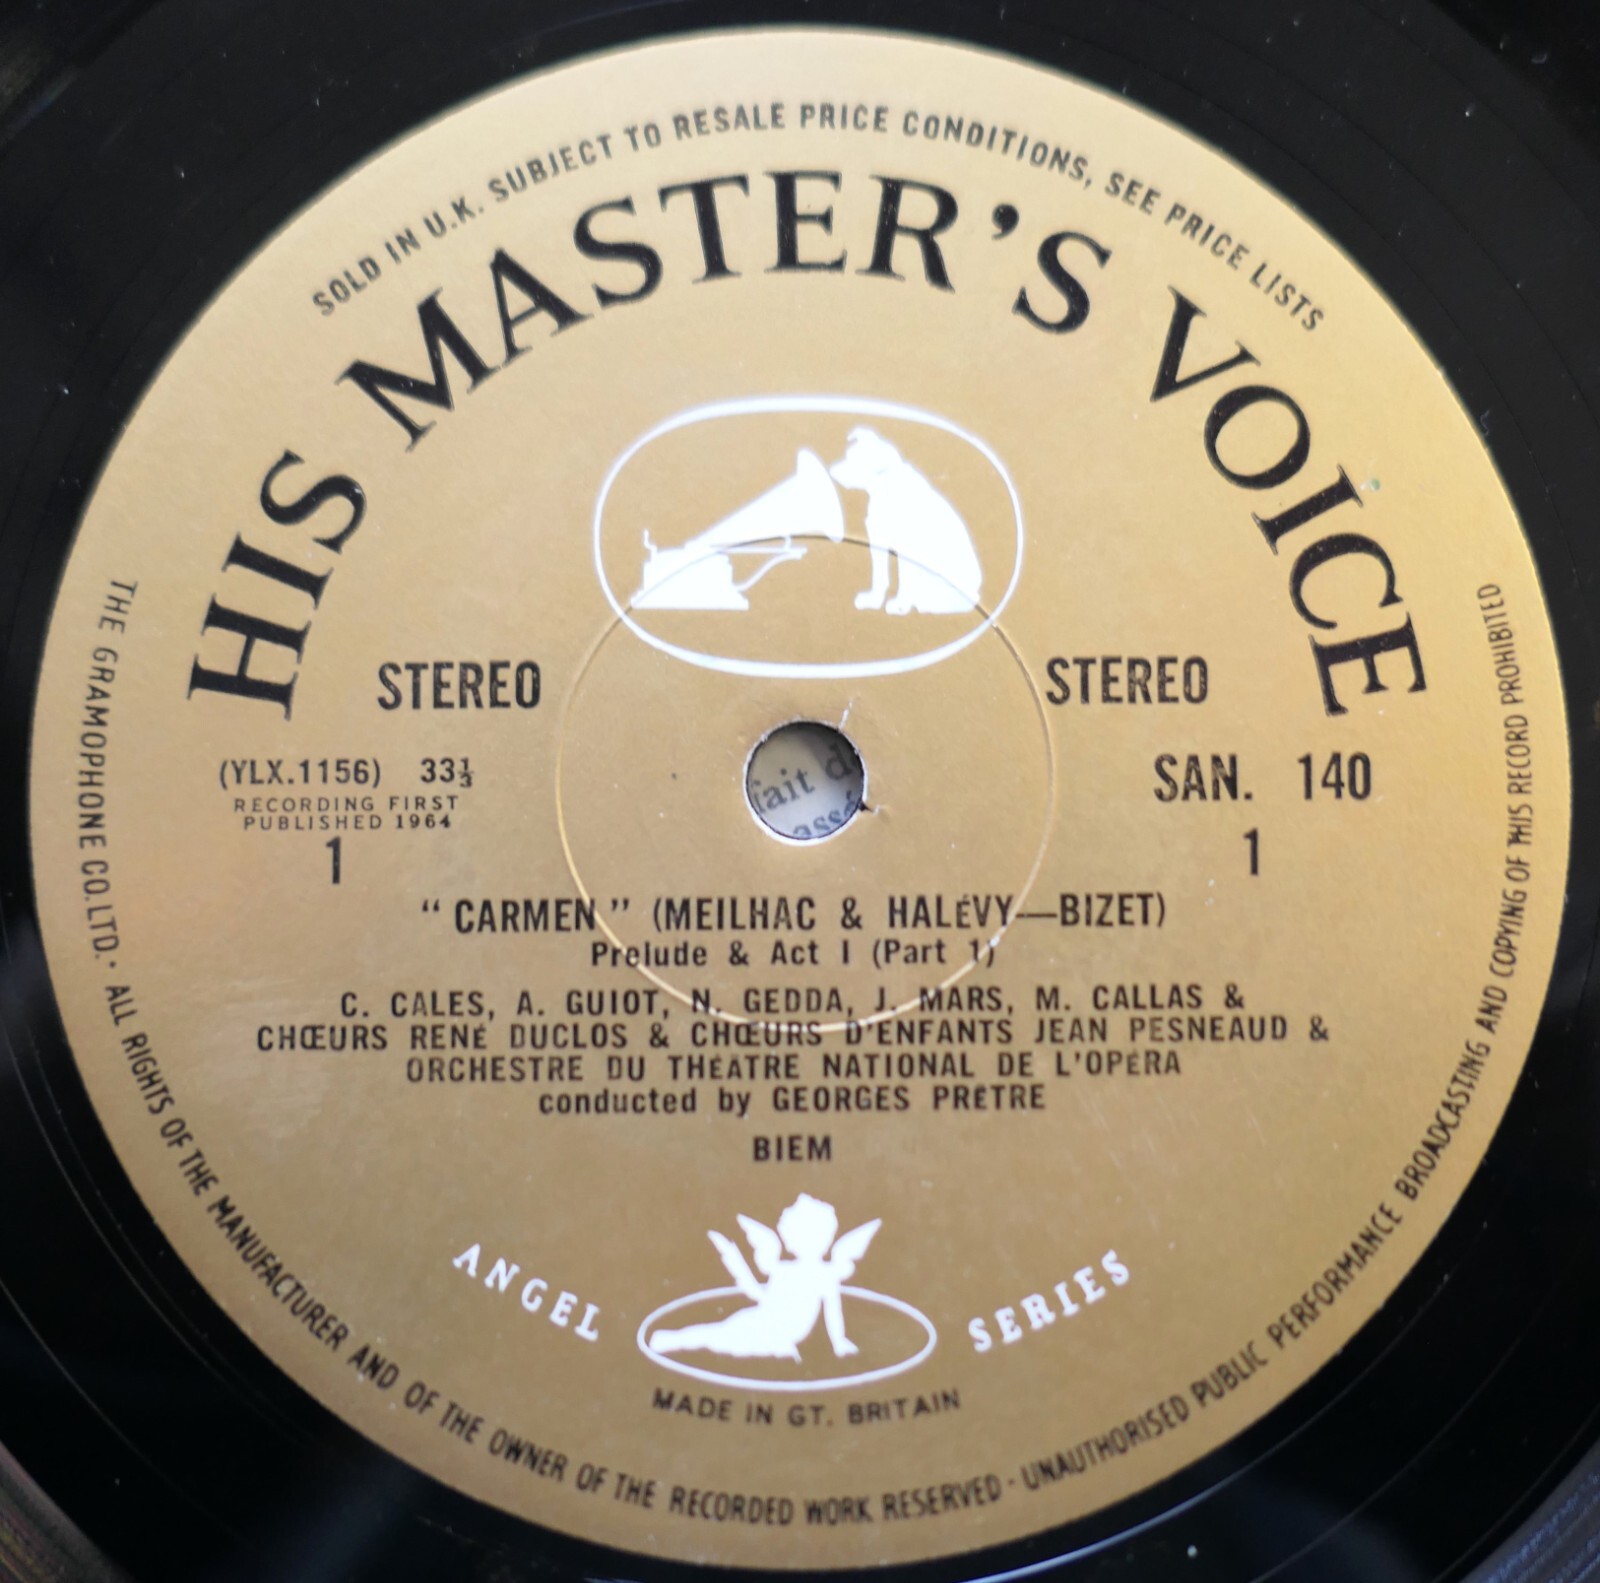 SOLD IN U.K. SUBJECT TO RESALE PRICE CONDITIONS, SEE PRICE LISTS
HIS MASTER'S VOICE
STEREO STEREO
(YLX.1156) 33⅓ SAN. 140
RECORDING FIRST
PUBLISHED 1964
1 1
" CARMEN " (MEILHAC & HALÉVY—BIZET)
Prelude & Act I (Part 1)
C. CALES, A. GUIOT, N. GEDDA, J. MARS, M. CALLAS &
CHŒURS RENÉ DUCLOS & CHŒURS D'ENFANTS JEAN PESNEAUD &
ORCHESTRE DU THÉÂTRE NATIONAL DE L'OPÉRA
conducted by GEORGES PRÊTRE
BIEM
ANGEL SERIES
MADE IN GT. BRITAIN
THE GRAMOPHONE CO.LTD. · ALL RIGHTS OF THE MANUFACTURER AND OF THE OWNER OF THE RECORDED WORK RESERVED · UNAUTHORISED PUBLIC PERFORMANCE BROADCASTING AND COPYING OF THIS RECORD PROHIBITED
fait